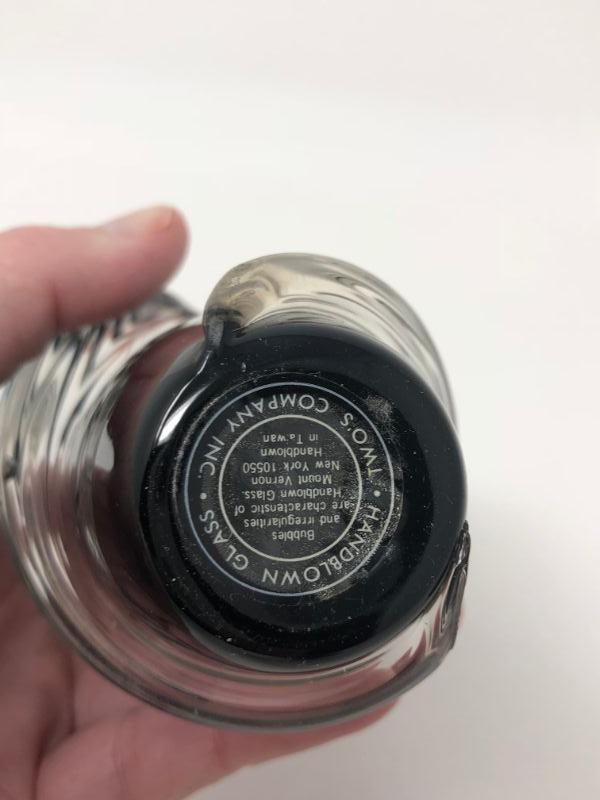 TWO'S COMPANY INC. • HANDBLOWN GLASS •
Bubbles
and irregularities
are characteristic of
Handblown Glass.
Mount Vernon
New York 10550
Handblown
in Taiwan